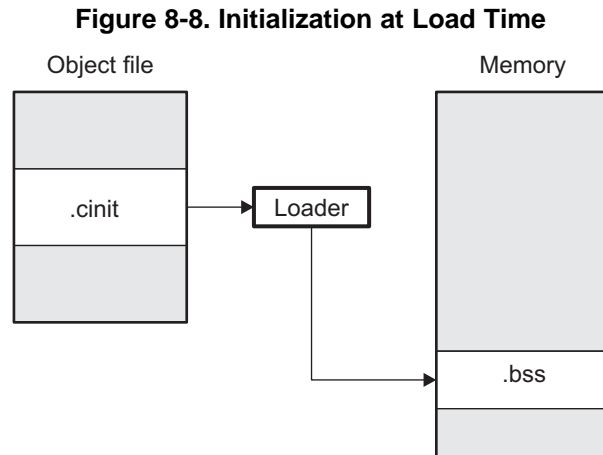 Figure 8-8. Initialization at Load Time
Object file
Memory
.cinit
Loader
.bss